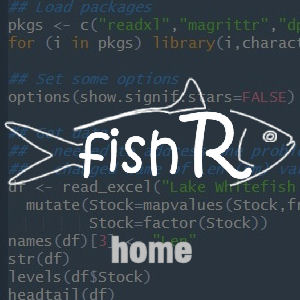 ## Load packages
pkgs <- c("readxl","magrittr","dp
for (i in pkgs) library(i,charact
## Set some options
options(show.signif.stars=FALSE)
fishR
df <- read_excel("Lake Whitefish
mutate(Stock=mapvalues(Stock,fr
Stock=factor(Stock))
names(df)[3] <- "Len"
home
str(df)
levels(df$Stock)
headtail(df)